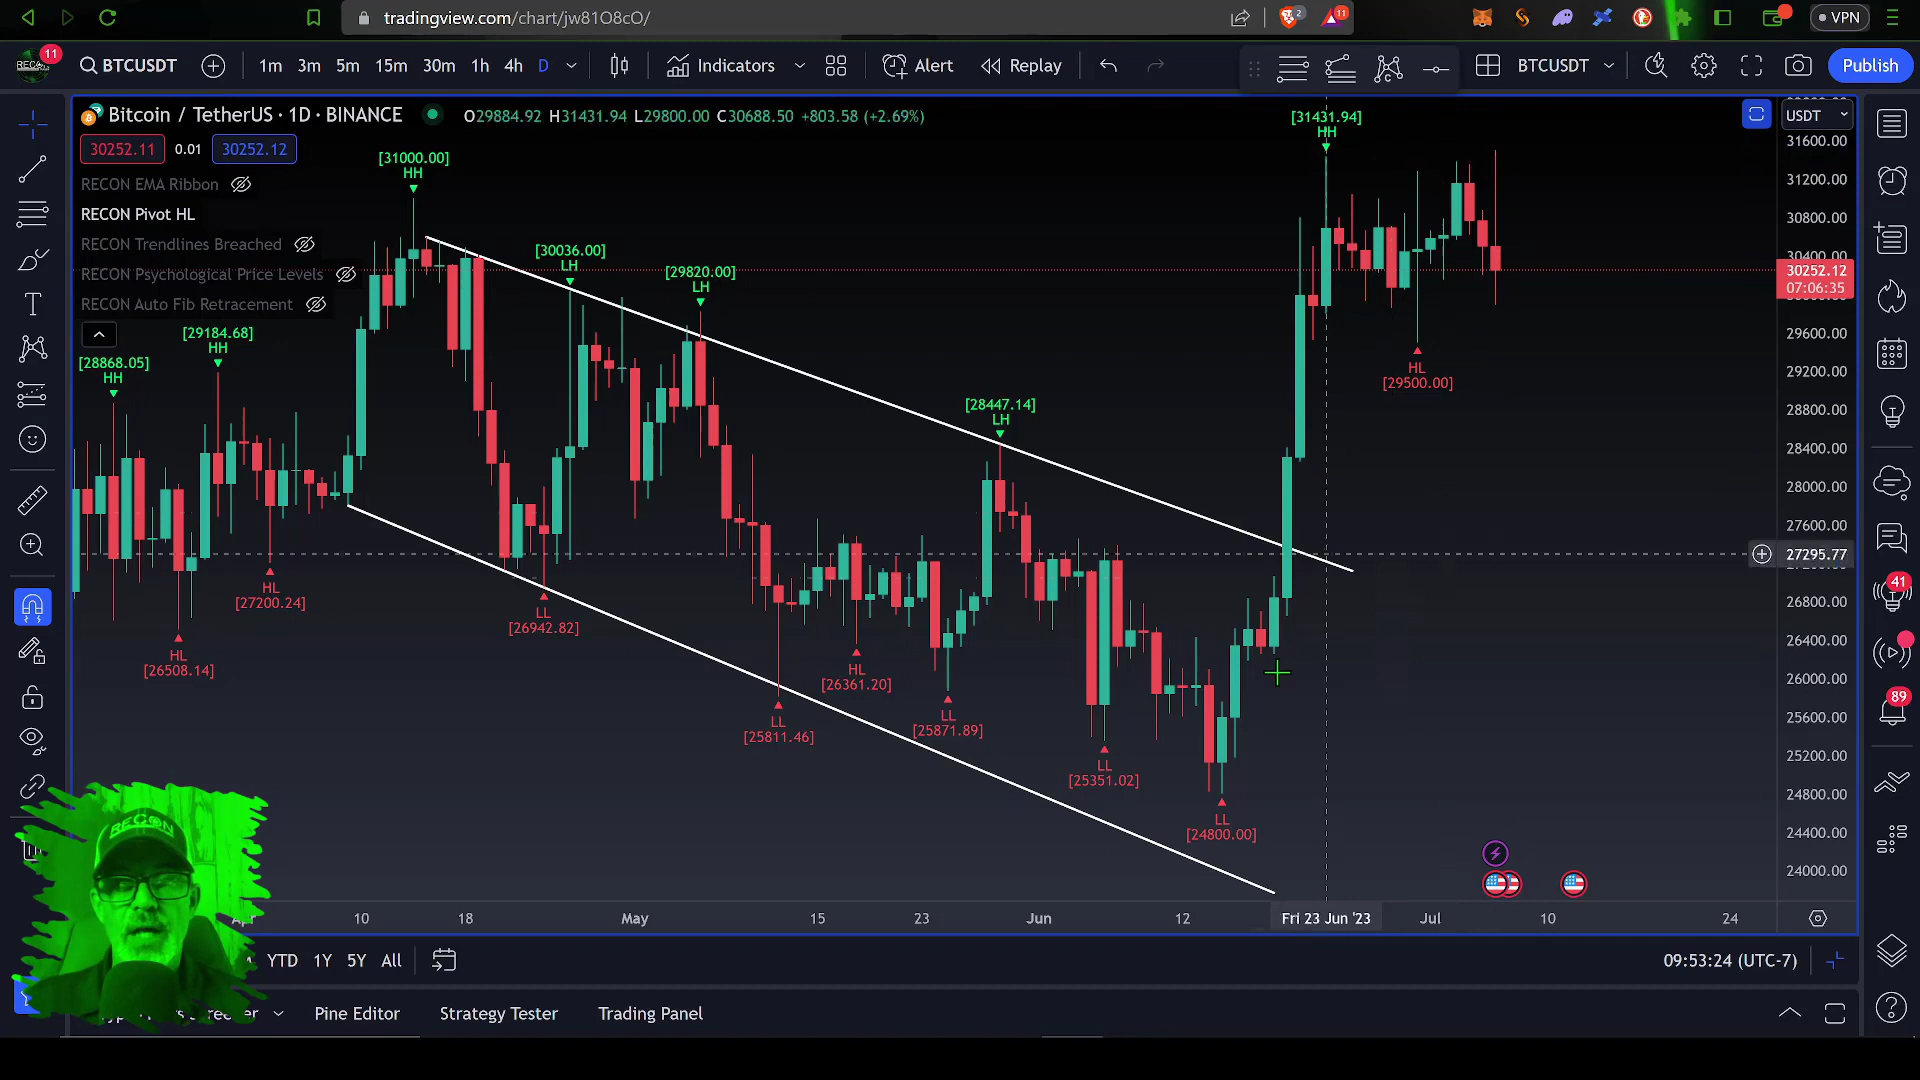 tradingview.com/chart/jw81O8cO/
2
11
VPN
11
BTCUSDT
1m 3m 5m 15m 30m 1h 4h D
Indicators
Alert
Replay
BTCUSDT
Publish
Bitcoin / TetherUS · 1D · BINANCE
O29884.92 H31431.94 L29800.00 C30688.50 +803.58 (+2.69%)
USDT
30252.11 0.01 30252.12
RECON EMA Ribbon
RECON Pivot HL
RECON Trendlines Breached
RECON Psychological Price Levels
RECON Auto Fib Retracement
[31431.94]
HH
[31000.00]
HH
[30036.00]
LH
[29820.00]
LH
[29184.68]
HH
[28868.05]
HH
[28447.14]
LH
HL
[29500.00]
HL
[27200.24]
LL
[26942.82]
HL
[26508.14]
HL
[26361.20]
LL
[25871.89]
LL
[25811.46]
LL
[25351.02]
LL
[24800.00]
31600.00
31200.00
30800.00
30400.00
30252.12
07:06:35
29600.00
29200.00
28800.00
28400.00
28000.00
27600.00
27295.77
26800.00
26400.00
26000.00
25600.00
25200.00
24800.00
24400.00
24000.00
41
89
RECON
10 18 May 15 23 Jun 12 Fri 23 Jun '23 Jul 10 24
YTD 1Y 5Y All
09:53:24 (UTC-7)
Pine Editor
Strategy Tester
Trading Panel